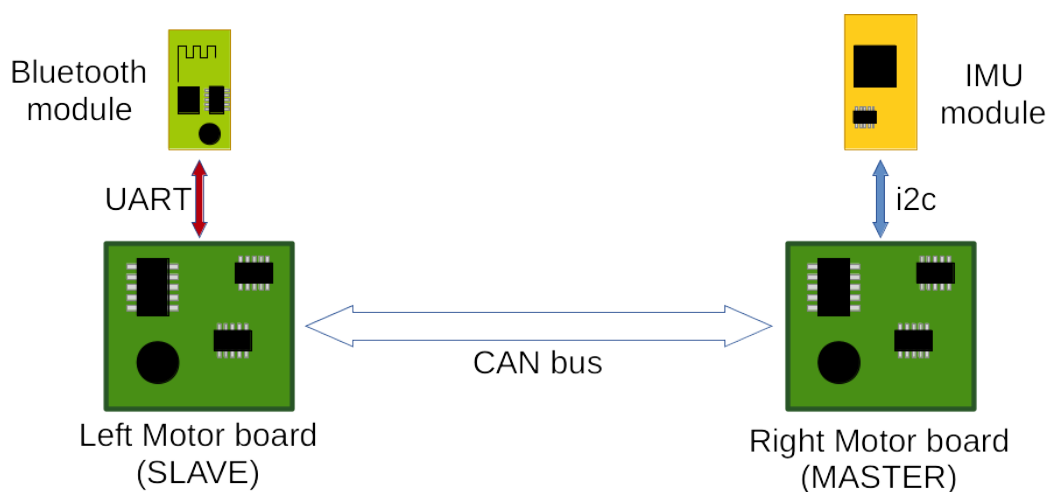 Bluetooth
module
IMU
module
UART
i2c
CAN bus
Left Motor board
(SLAVE)
Right Motor board
(MASTER)